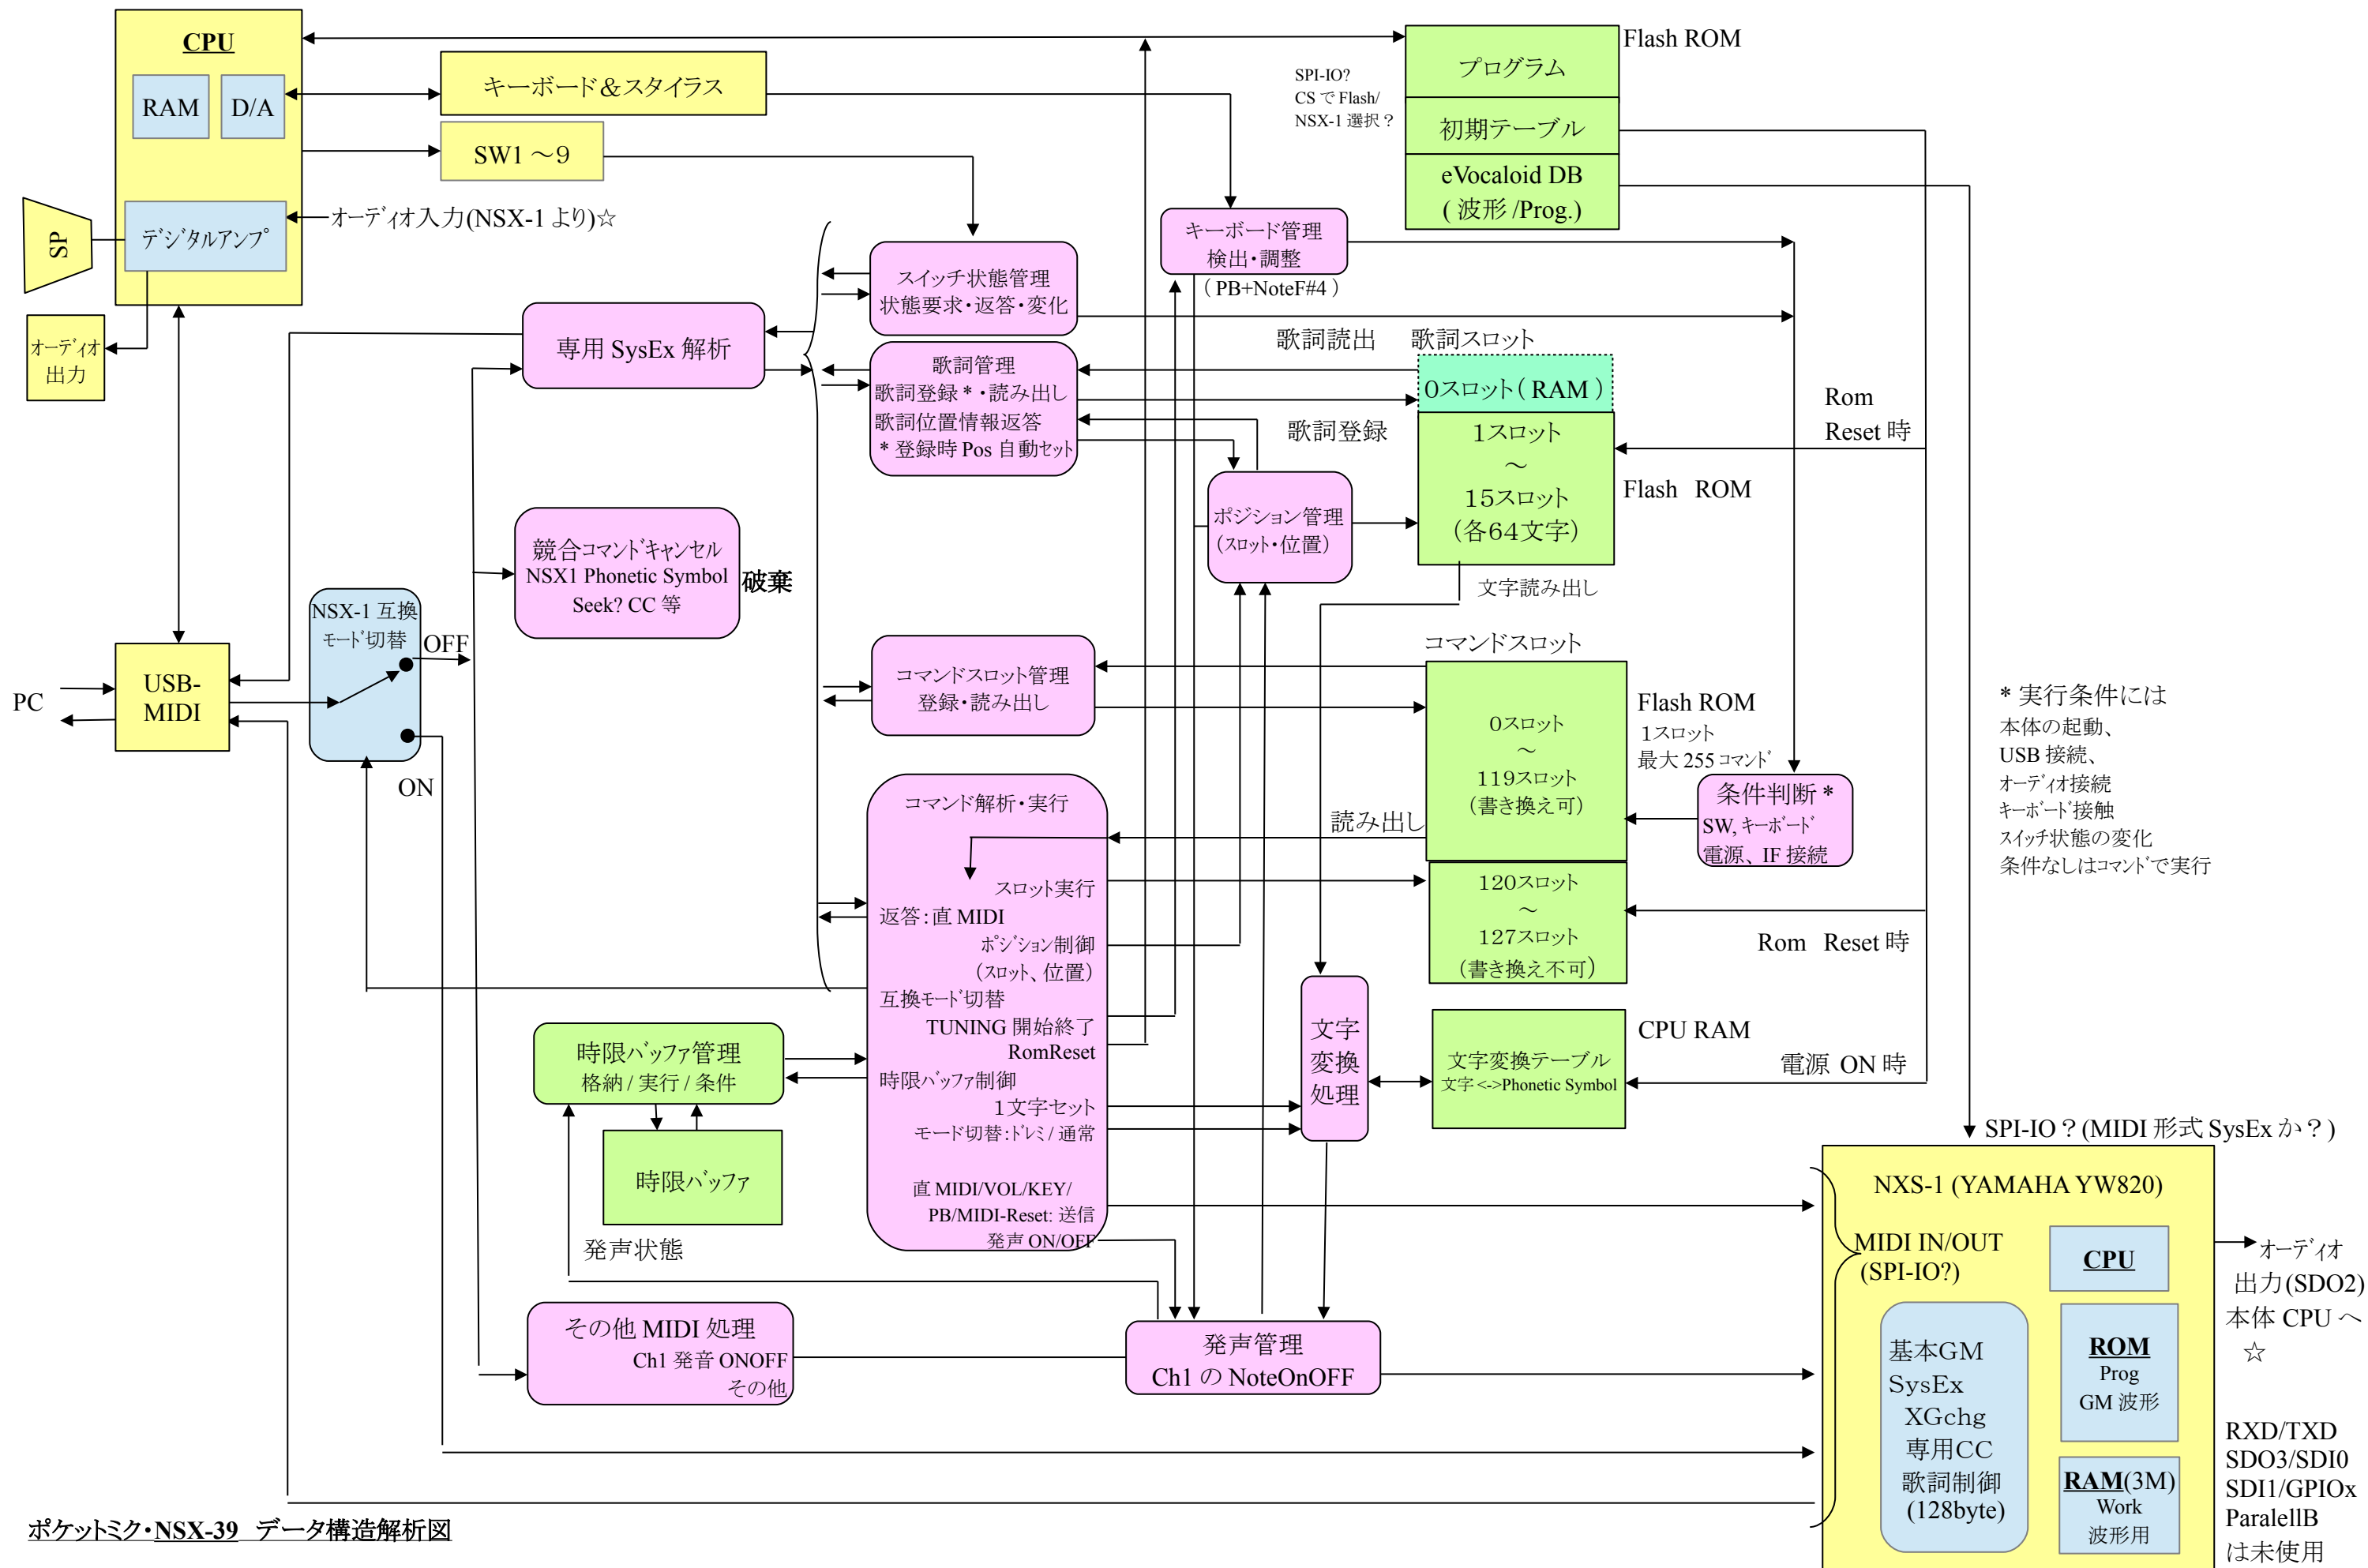 CPU
RAM
D/A
デジタルアンプ
SP
オーディオ
出力
オーディオ入力(NSX-1 より)☆
キーボード＆スタイラス
SW1 ～９
SPI-IO?
CS で Flash/
NSX-1 選択？
プログラム
初期テーブル
eVocaloid DB
( 波形 /Prog.)
Flash ROM
キーボード管理
検出・調整
（ PB+NoteF#4 ）
スイッチ状態管理
状態要求・返答・変化
専用 SysEx 解析
歌詞管理
歌詞登録 *・読み出し
歌詞位置情報返答
* 登録時 Pos 自動セット
歌詞読出
歌詞スロット
歌詞登録
０スロット（ RAM ）
１スロット
～
１５スロット
（各６４文字）
Flash ROM
Rom
Reset 時
ポジション管理
（スロット・位置）
文字読み出し
競合コマンドキャンセル
NSX1 Phonetic Symbol
Seek? CC 等
破棄
NSX-1 互換
モード切替
OFF
ON
PC
USB-
MIDI
コマンドスロット管理
登録・読み出し
コマンドスロット
０スロット
～
１１９スロット
（書き換え可）
Flash ROM
１スロット
最大 255 コマンド
１２０スロット
～
１２７スロット
（書き換え不可）
Rom Reset 時
条件判断 *
SW, キーボード
電源、IF 接続
* 実行条件には
本体の起動、
USB 接続、
オーディオ接続
キーボード接触
スイッチ状態の変化
条件なしはコマンドで実行
コマンド解析・実行
読み出し
スロット実行
返答：直 MIDI
ポジション制御
（スロット、位置）
互換モード切替
TUNING 開始終了
RomReset
時限バッファ制御
１文字セット
モード切替：ドレミ / 通常
直 MIDI/VOL/KEY/
PB/MIDI-Reset: 送信
発声 ON/OFF
時限バッファ管理
格納 / 実行 / 条件
時限バッファ
発声状態
文字
変換
処理
文字変換テーブル
文字 <->Phonetic Symbol
CPU RAM
電源 ON 時
その他 MIDI 処理
Ch1 発音 ONOFF
その他
発声管理
Ch1 の NoteOnOFF
SPI-IO？(MIDI 形式 SysEx か？)
NXS-1 (YAMAHA YW820)
MIDI IN/OUT
(SPI-IO?)
CPU
基本ＧＭ
ＳｙｓＥｘ
ＸＧｃｈｇ
専用ＣＣ
歌詞制御
(128byte)
ROM
Prog
GM 波形
RAM(3M)
Work
波形用
オーディオ
出力(SDO2)
本体 CPU へ
☆
RXD/TXD
SDO3/SDI0
SDI1/GPIOx
ParalellB
は未使用
ポケットミク・NSX-39 データ構造解析図